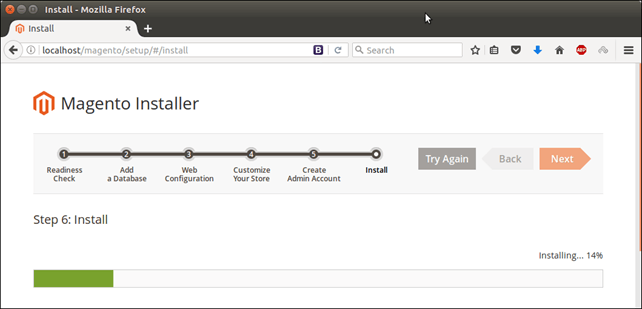 Install - Mozilla Firefox
Install
localhost/magento/setup/#/install
B
Search
ABP
Magento Installer
1 2 3 4 5
Readiness Check
Add a Database
Web Configuration
Customize Your Store
Create Admin Account
Install
Try Again
Back
Next
Step 6: Install
Installing... 14%